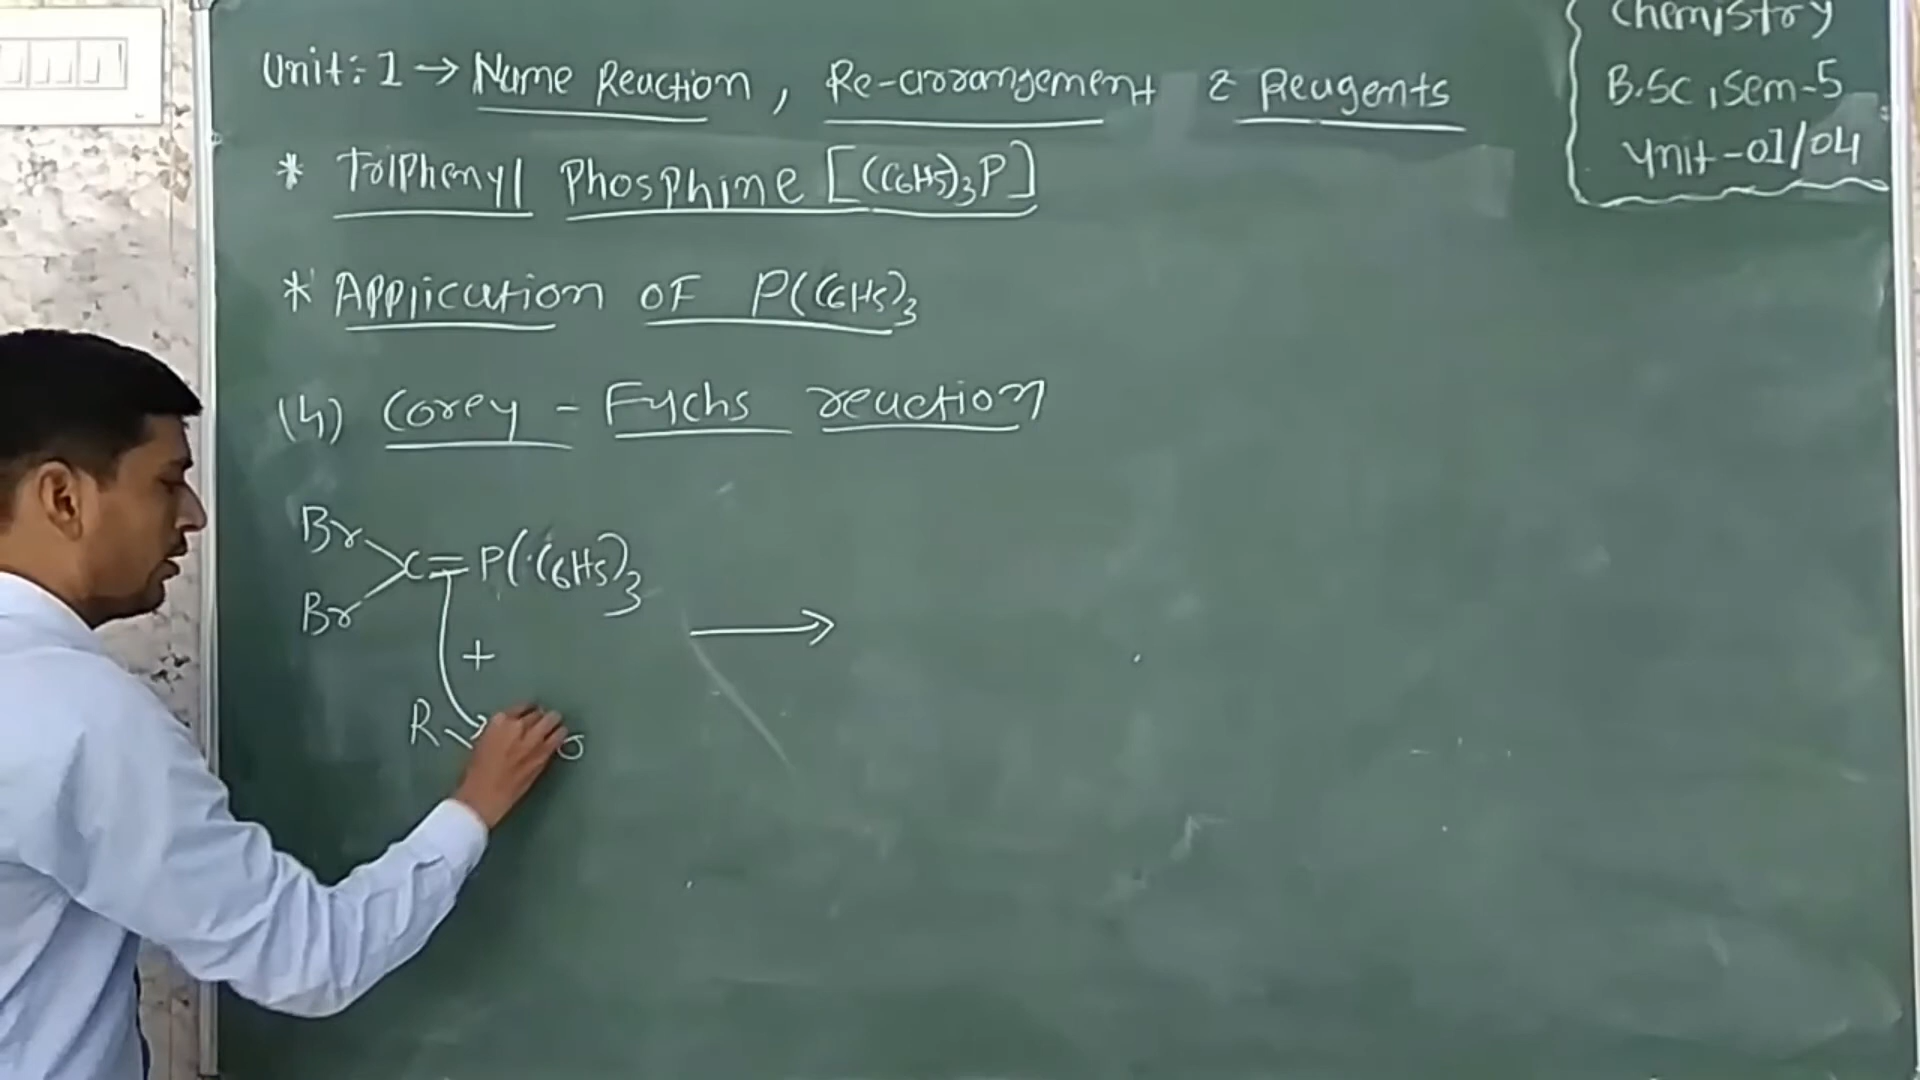 Chemistry
B.Sc, Sem-5
Unit-01/04
Unit:1 → Name Reaction, Re-arrangement & Reugents
* Triphenyl Phosphine [(C6H5)3P]
* Application OF P(C6H5)3
(4) Corey - Fuchs reaction
Br
C=P(C6H5)3
Br
+
→
R O